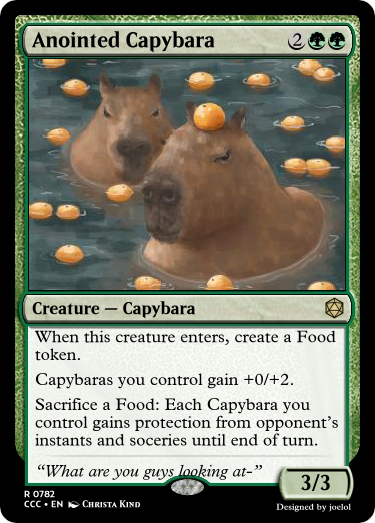 Anointed Capybara 2
Creature — Capybara
When this creature enters, create a Food
token.
Capybaras you control gain +0/+2.
Sacrifice a Food: Each Capybara you
control gains protection from opponent's
instants and soceries until end of turn.
“What are you guys looking at-”
3/3
R 0782
CCC • EN Christa Kind
Designed by joelol